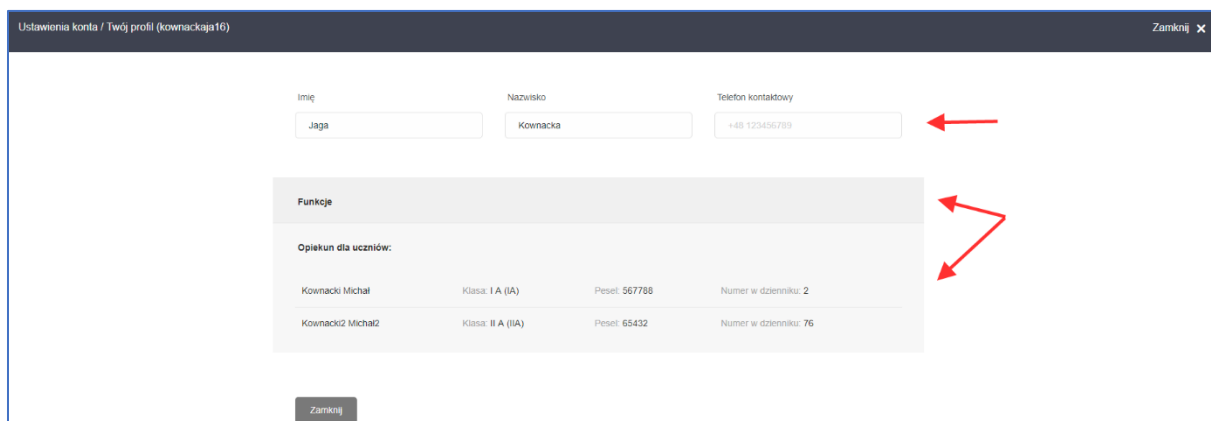 Ustawienia konta / Twój profil (kownackaja16) Zamknij ×
Imię Nazwisko Telefon kontaktowy
Jaga Kownacka +48 123456789
Funkcje
Opiekun dla uczniów:
Kownacki Michał Klasa: I A (IA) Pesel: 567788 Numer w dzienniku: 2
Kownacki2 Michał2 Klasa: II A (IIA) Pesel: 65432 Numer w dzienniku: 76
Zamknij